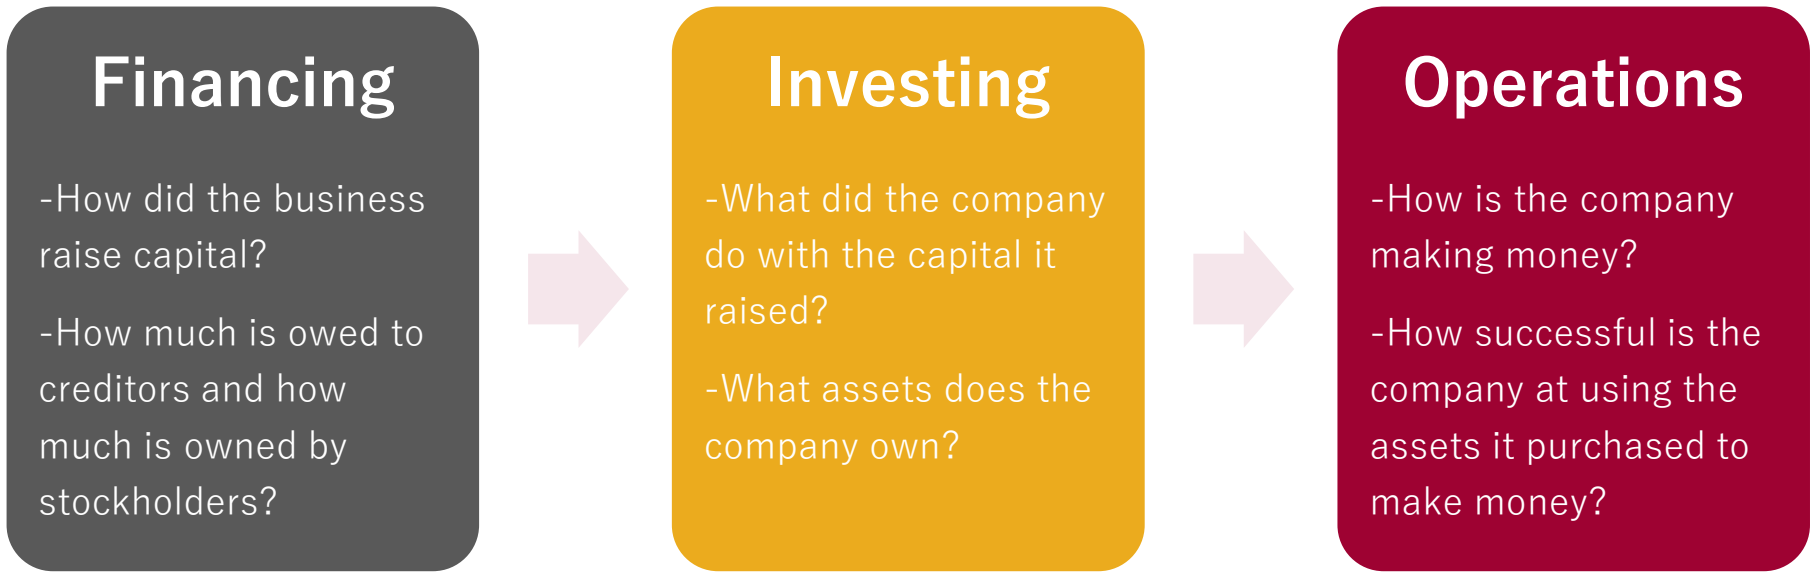 Financing
-How did the business
raise capital?
-How much is owed to
creditors and how
much is owned by
stockholders?
Investing
-What did the company
do with the capital it
raised?
-What assets does the
company own?
Operations
-How is the company
making money?
-How successful is the
company at using the
assets it purchased to
make money?